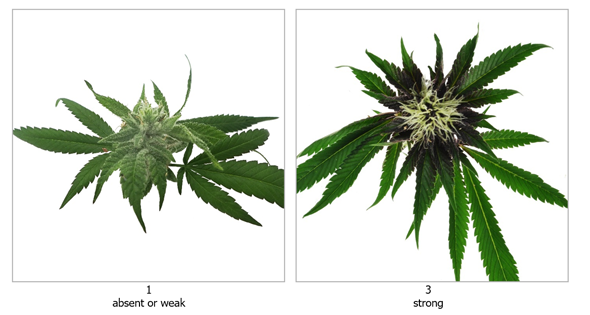 1
absent or weak
3
strong